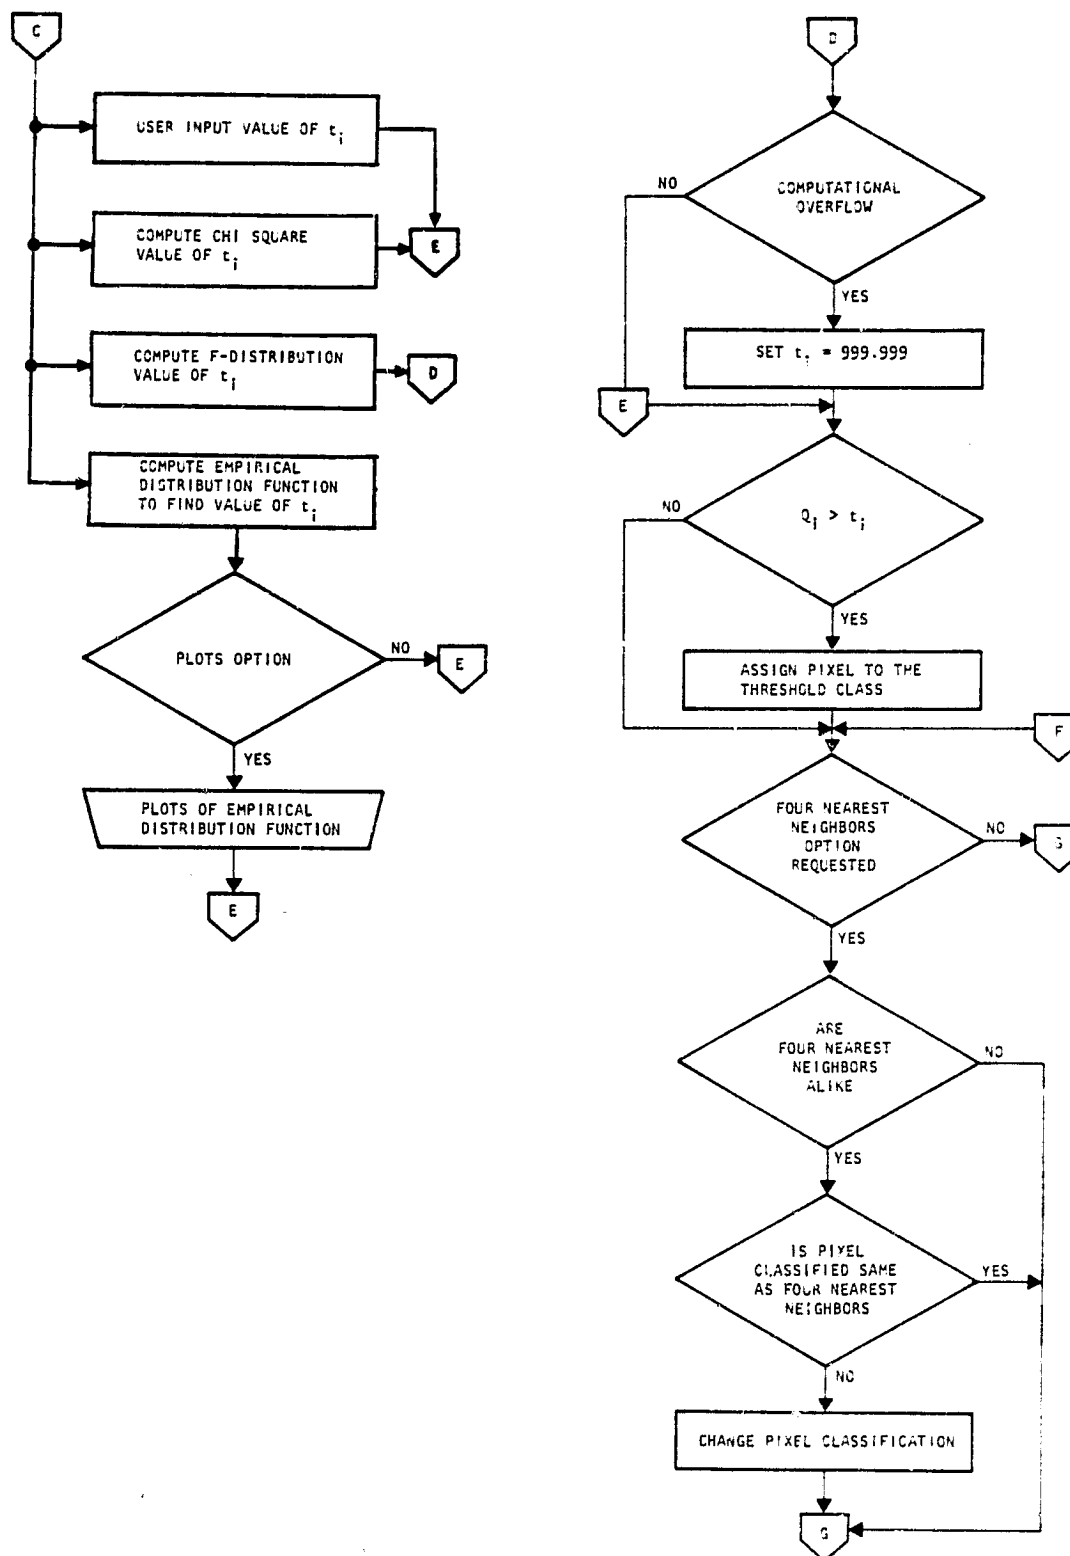 C
USER INPUT VALUE OF ti
COMPUTE CHI SQUARE
VALUE OF ti
E
COMPUTE F-DISTRIBUTION
VALUE OF ti
D
COMPUTE EMPIRICAL
DISTRIBUTION FUNCTION
TO FIND VALUE OF ti
PLOTS OPTION
NO
E
YES
PLOTS OF EMPIRICAL
DISTRIBUTION FUNCTION
E
D
COMPUTATIONAL
OVERFLOW
NO
YES
SET ti = 999.999
E
Qi > ti
NO
YES
ASSIGN PIXEL TO THE
THRESHOLD CLASS
F
FOUR NEAREST
NEIGHBORS
OPTION
REQUESTED
NO
G
YES
ARE
FOUR NEAREST
NEIGHBORS
ALIKE
NO
YES
IS PIXEL
CLASSIFIED SAME
AS FOUR NEAREST
NEIGHBORS
YES
NO
CHANGE PIXEL CLASSIFICATION
G